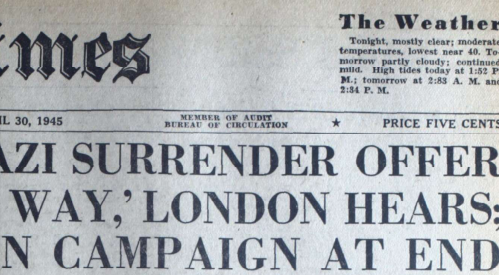 The Weather
Tonight, mostly clear; moderate
temperatures, lowest near 40. To-
morrow partly cloudy; continued
mild. High tides today at 1:52 P.
M.; tomorrow at 2:33 A. M. and
2:34 P. M.
imes
IL 30, 1945
MEMBER OF AUDIT
BUREAU OF CIRCULATION
★
PRICE FIVE CENTS
AZI SURRENDER OFFER
WAY,' LONDON HEARS;
N CAMPAIGN AT END